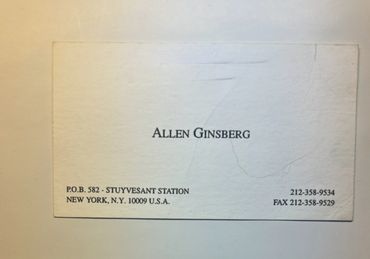 ALLEN GINSBERG
P.O.B. 582 - STUYVESANT STATION
NEW YORK, N.Y. 10009 U.S.A.
212-358-9534
FAX 212-358-9529